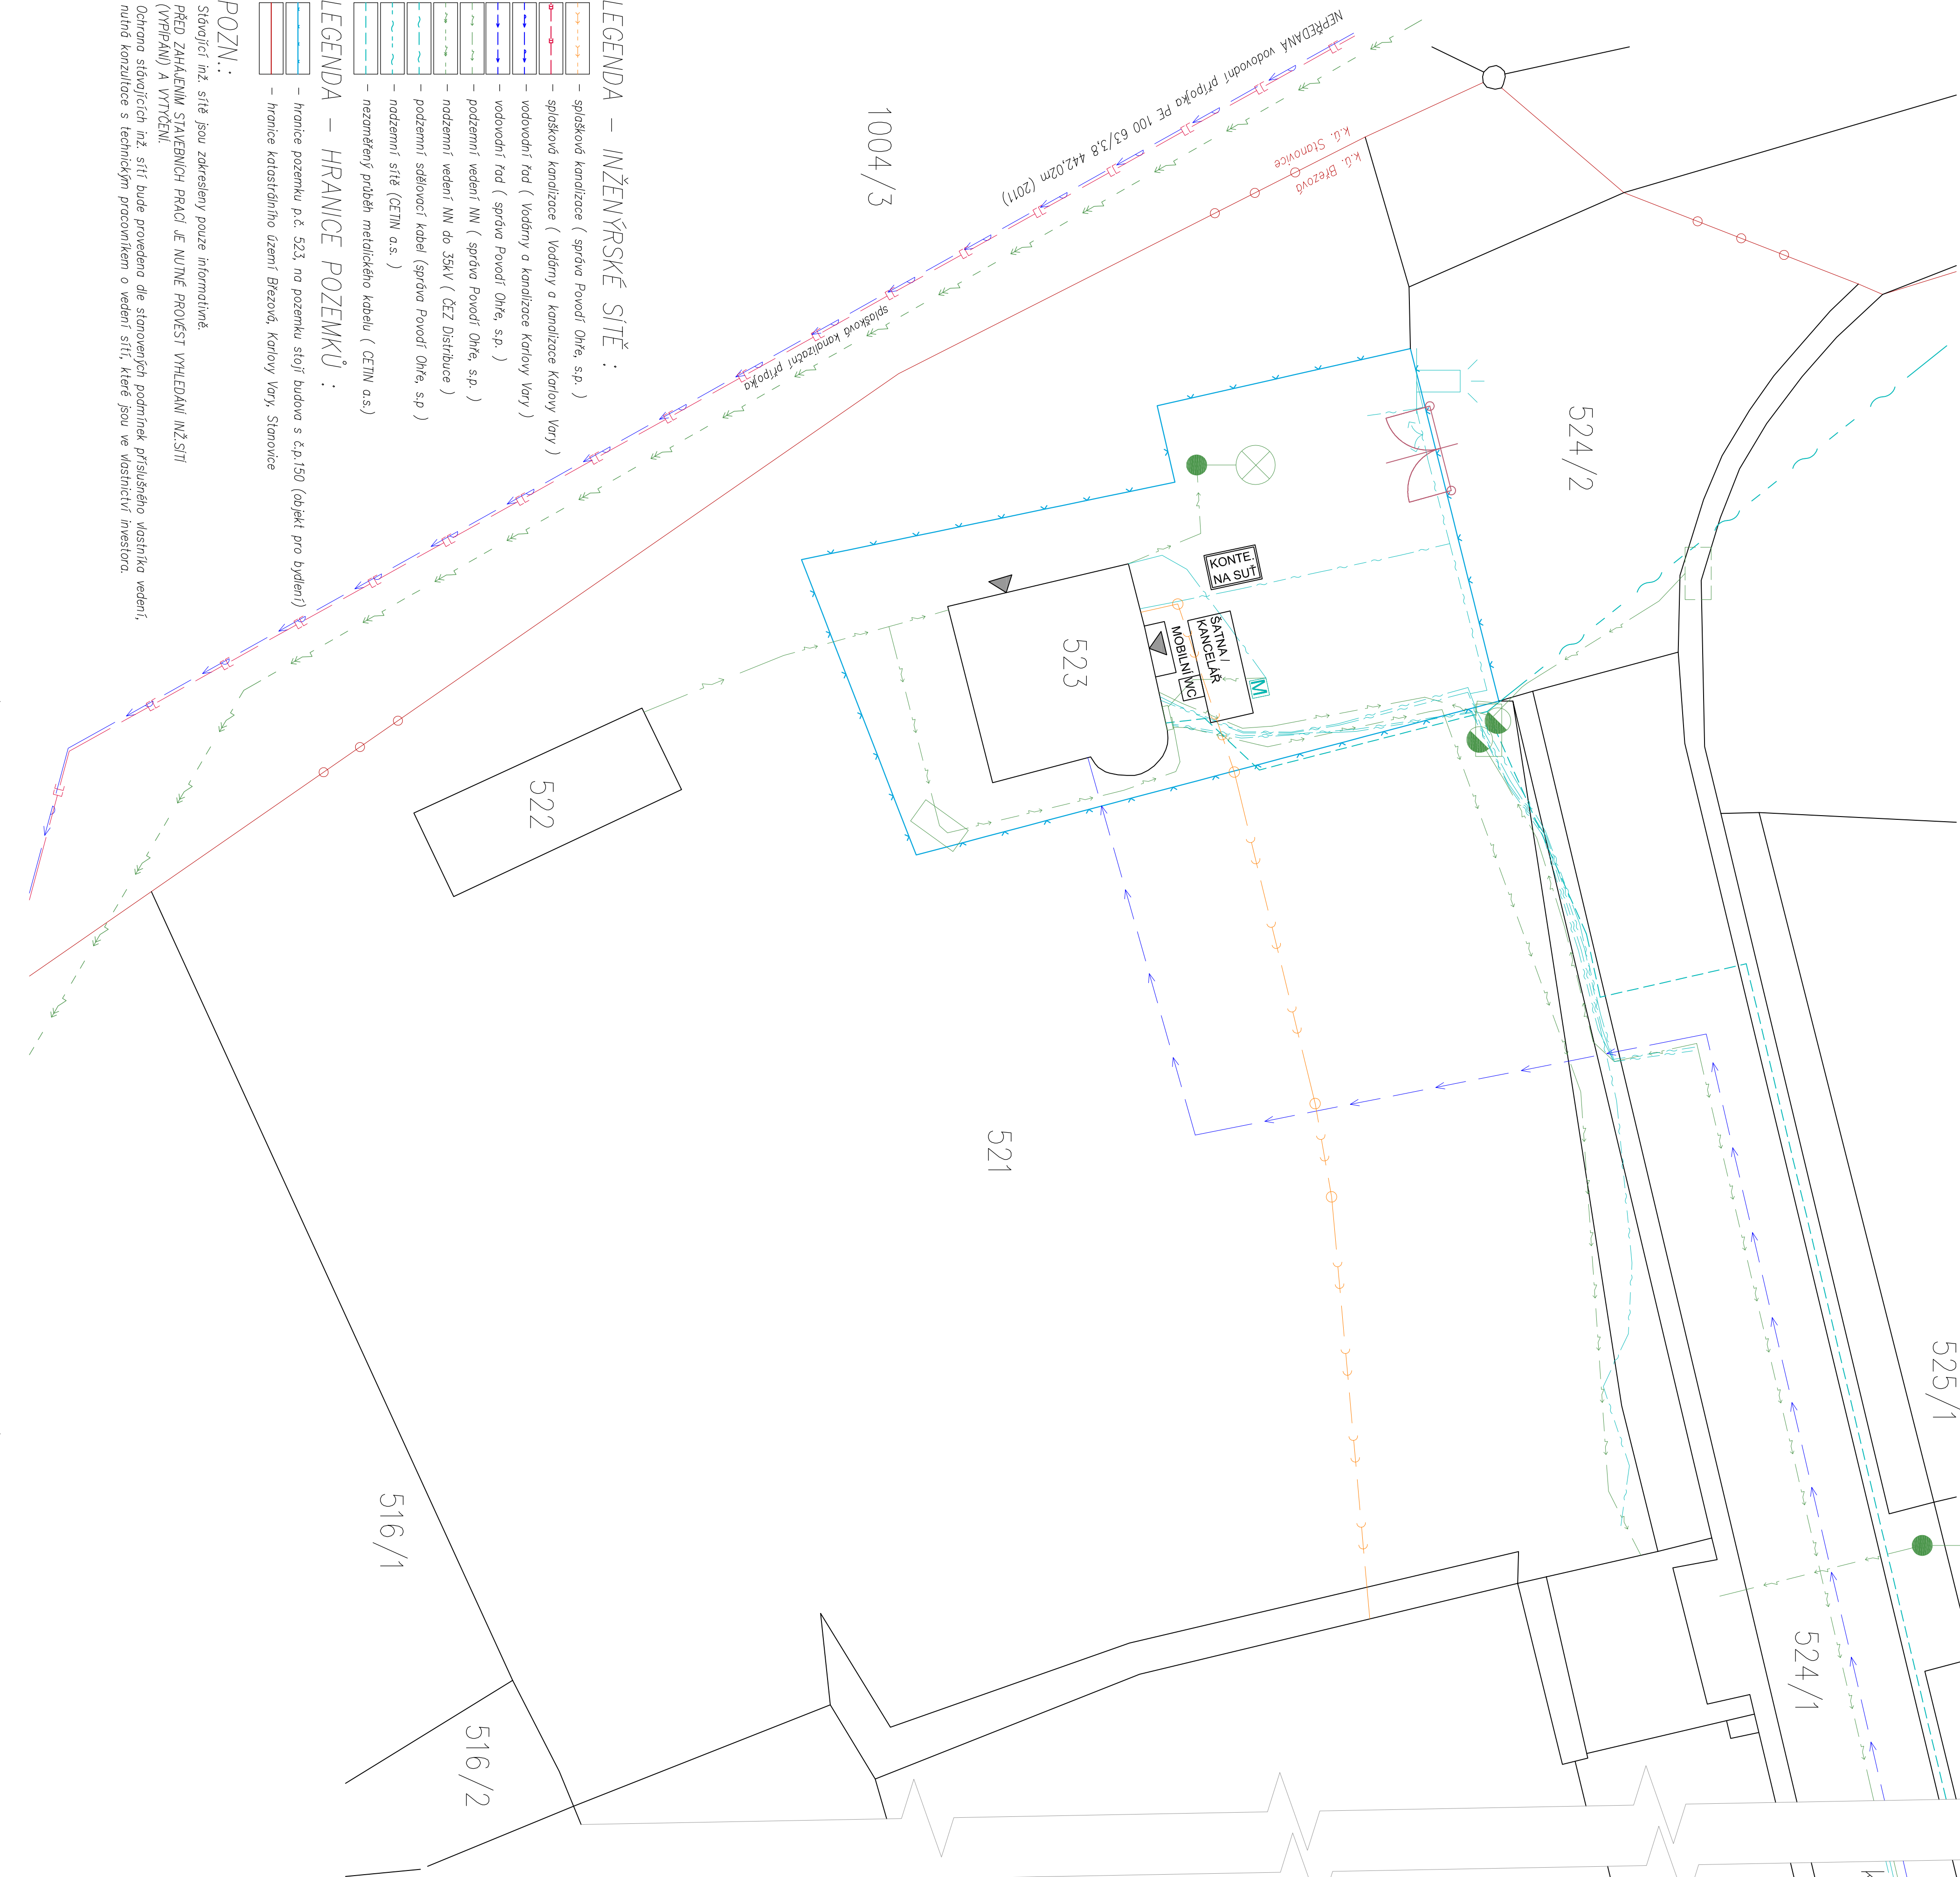 LEGENDA – INŽENÝRSKÉ SÍTĚ :
– splašková kanalizace ( správa Povodí Ohře, s.p. )
– splašková kanalizace ( Vodárny a kanalizace Karlovy Vary )
– vodovodní řad ( Vodárny a kanalizace Karlovy Vary )
– vodovodní řad ( správa Povodí Ohře, s.p. )
– podzemní vedení NN ( správa Povodí Ohře, s.p. )
– nadzemní vedení NN do 35kV ( ČEZ Distribuce )
– podzemní sdělovací kabel (správa Povodí Ohře, s.p )
– nadzemní sítě (CETIN a.s. )
– nezaměřený průběh metalického kabelu ( CETIN a.s.)
LEGENDA – HRANICE POZEMKŮ :
– hranice pozemku p.č. 523, na pozemku stojí budova s č.p.150 (objekt pro bydlení)
– hranice katastrálního území Březová, Karlovy Vary, Stanovice
POZN.:
Stávající inž. sítě jsou zakresleny pouze informativně.
PŘED ZAHÁJENÍM STAVEBNÍCH PRACÍ JE NUTNÉ PROVÉST VYHLEDÁNÍ INŽ.SÍTÍ
(VYPÍPÁNÍ) A VYTYČENÍ.
Ochrana stávajících inž. sítí bude provedena dle stanovených podmínek příslušného vlastníka vedení,
nutná konzultace s technickým pracovníkem o vedení sítí, které jsou ve vlastnictví investora.
NEPŘEDANÁ vodovodní přípojka PE 100 63/3,8 442,02m (2011)
splašková kanalizační přípojka
k.ú. Stanovice
k.ú. Březová
1004/3
524/2
KONTE.
NA SUŤ
ŠATNA /
KANCELÁŘ
MOBILNÍ WC
M
523
522
521
525/1
524/1
516/1
516/2